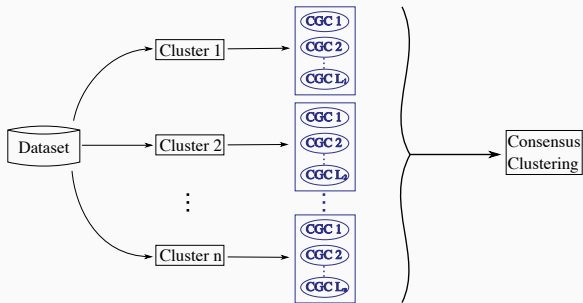 CGC 1
Cluster 1
CGC 2
CGC L₁
CGC 1
Dataset
Cluster 2
CGC 2
Consensus
Clustering
CGC L₂
CGC 1
Cluster n
CGC 2
CGC Lₙ